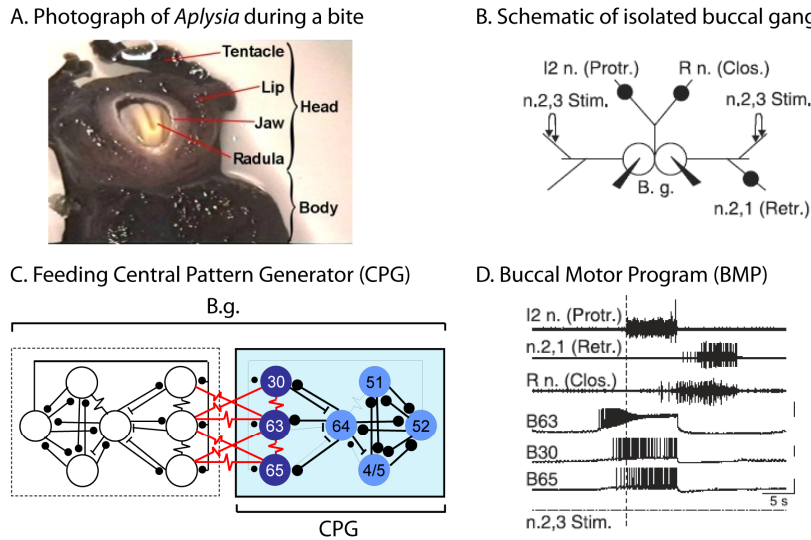 A. Photograph of Aplysia during a bite
Tentacle
Lip
Jaw
Radula
Head
Body
B. Schematic of isolated buccal gang
I2 n. (Protr.)
R n. (Clos.)
n.2,3 Stim.
n.2,3 Stim.
B. g.
n.2,1 (Retr.)
C. Feeding Central Pattern Generator (CPG)
B.g.
30
51
63
64
52
65
4/5
CPG
D. Buccal Motor Program (BMP)
I2 n. (Protr.)
n.2,1 (Retr.)
R n. (Clos.)
B63
B30
B65
5 s
n.2,3 Stim.